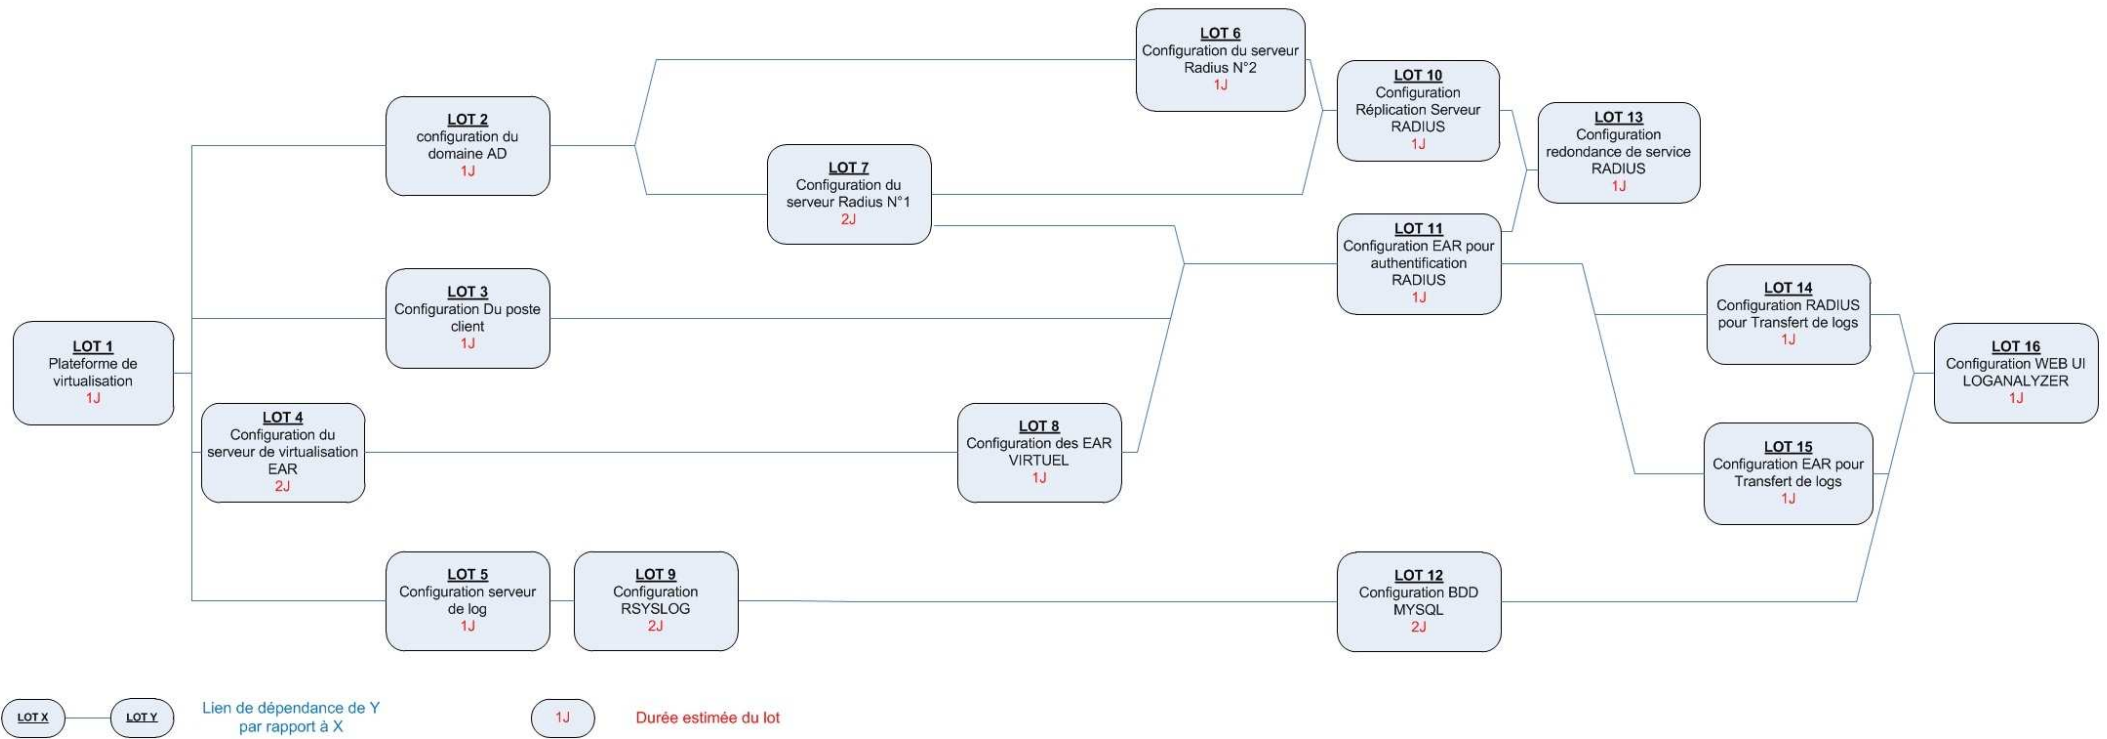 LOT 1
Plateforme de
virtualisation
1J
LOT 2
configuration du
domaine AD
1J
LOT 3
Configuration Du poste
client
1J
LOT 4
Configuration du
serveur de virtualisation
EAR
2J
LOT 5
Configuration serveur
de log
1J
LOT 6
Configuration du serveur
Radius N°2
1J
LOT 7
Configuration du
serveur Radius N°1
2J
LOT 8
Configuration des EAR
VIRTUEL
1J
LOT 9
Configuration
RSYSLOG
2J
LOT 10
Configuration
Réplication Serveur
RADIUS
1J
LOT 11
Configuration EAR pour
authentification
RADIUS
1J
LOT 12
Configuration BDD
MYSQL
2J
LOT 13
Configuration
redondance de service
RADIUS
1J
LOT 14
Configuration RADIUS
pour Transfert de logs
1J
LOT 15
Configuration EAR pour
Transfert de logs
1J
LOT 16
Configuration WEB UI
LOGANALYZER
1J
LOT X
LOT Y
Lien de dépendance de Y
par rapport à X
1J
Durée estimée du lot